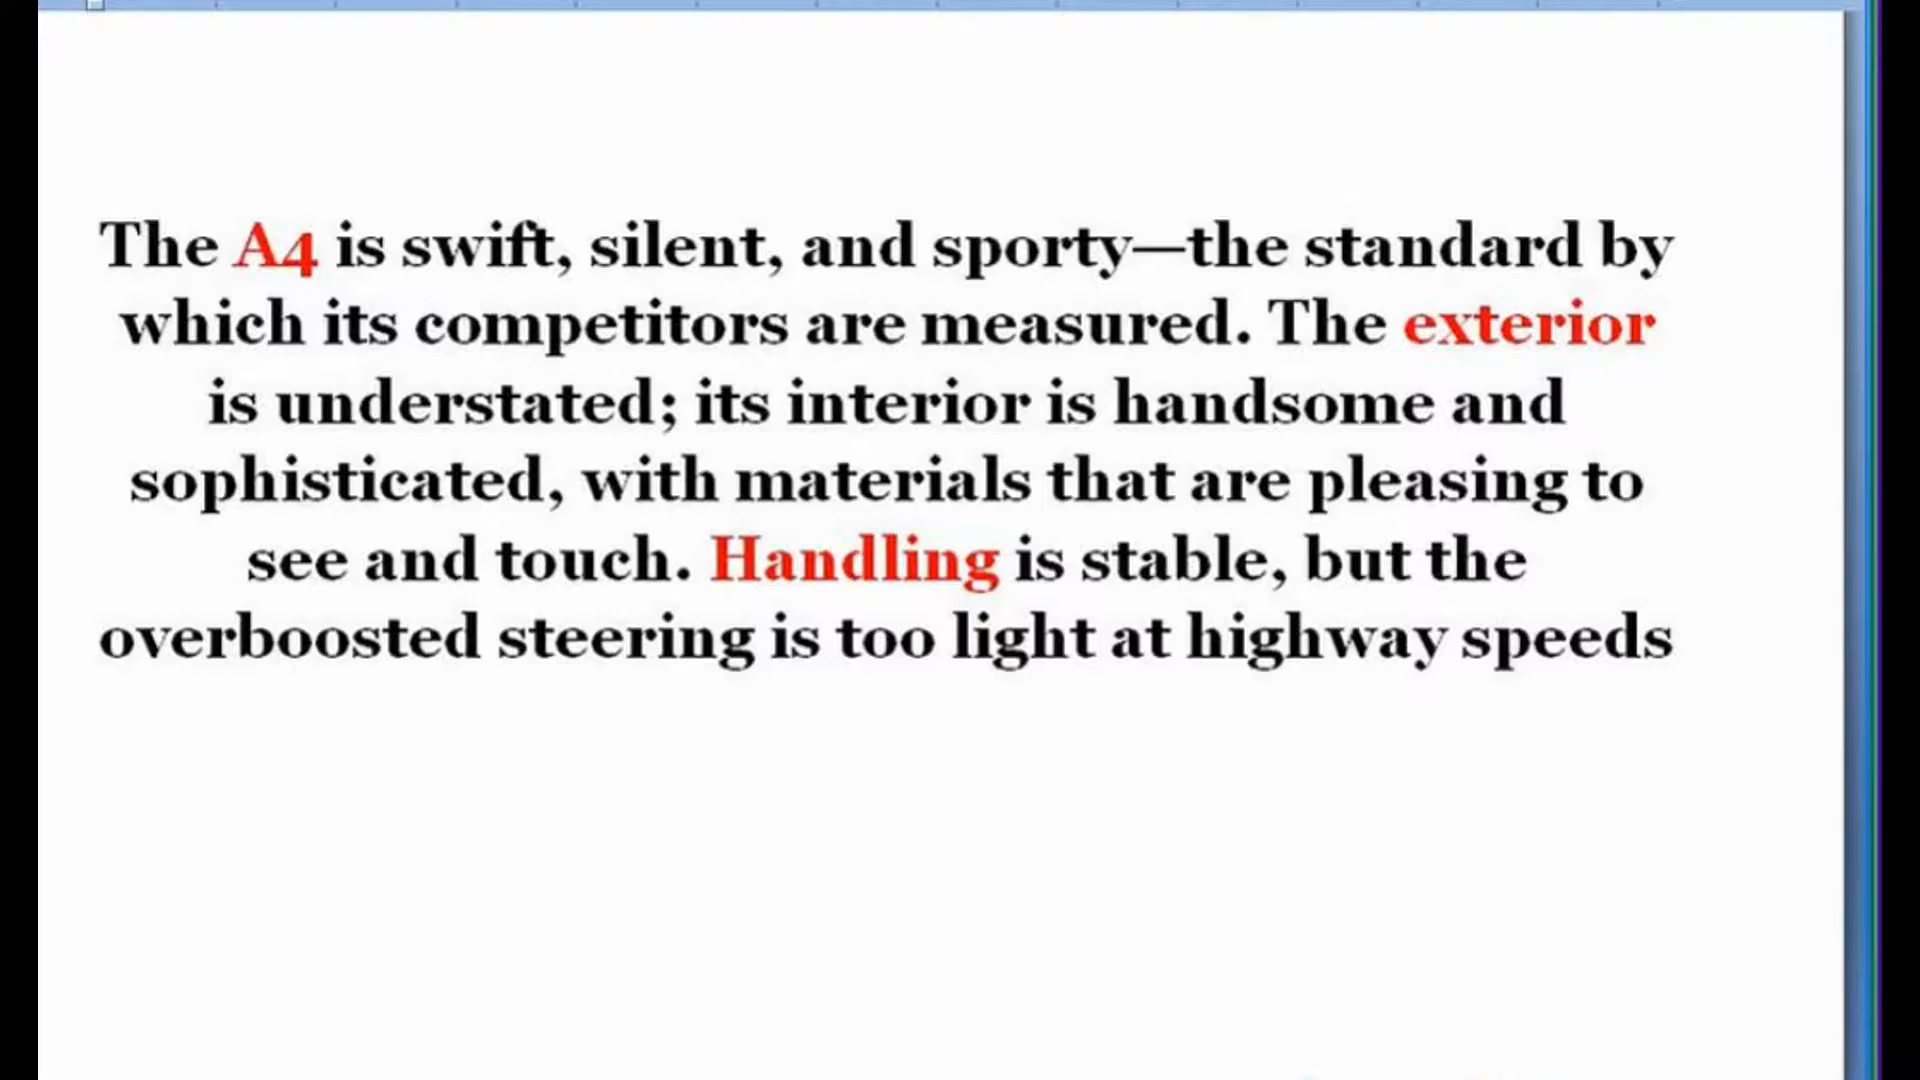 The A4 is swift, silent, and sporty—the standard by
which its competitors are measured. The exterior
is understated; its interior is handsome and
sophisticated, with materials that are pleasing to
see and touch. Handling is stable, but the
overboosted steering is too light at highway speeds